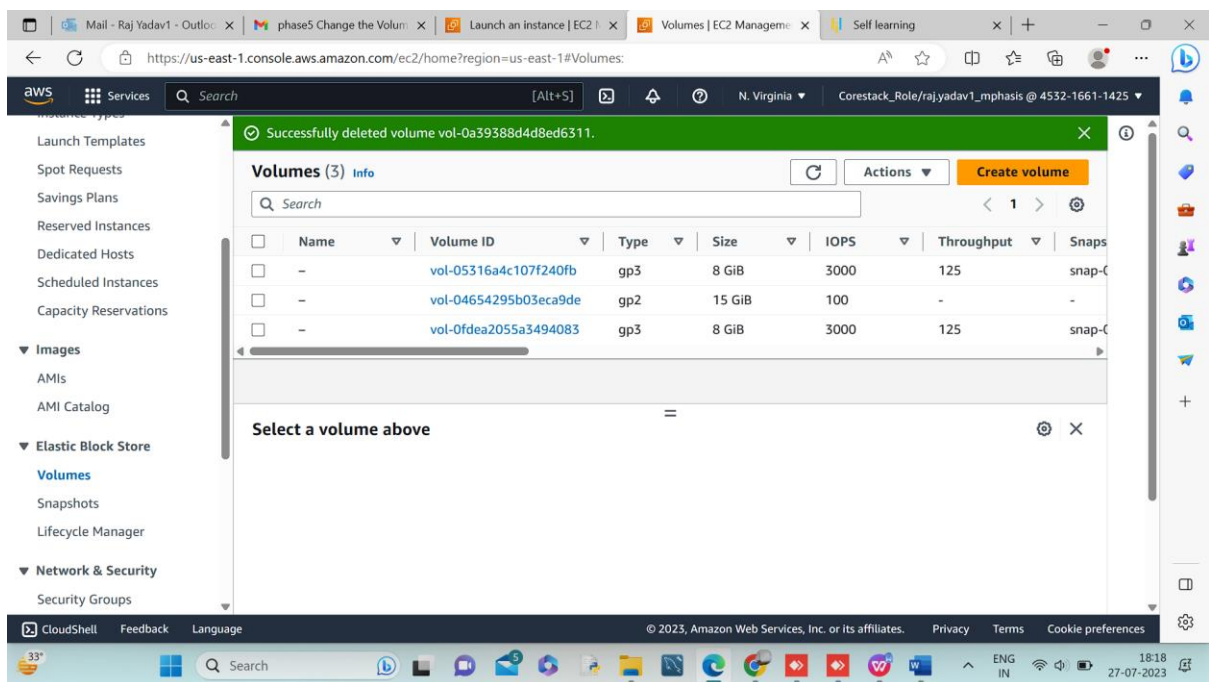 Mail - Raj Yadav1 - Outloo
phase5 Change the Volum
Launch an instance | EC2 M
Volumes | EC2 Manageme
Self learning
https://us-east-1.console.aws.amazon.com/ec2/home?region=us-east-1#Volumes:
aws Services Search [Alt+S] N. Virginia Corestack_Role/raj.yadav1_mphasis @ 4532-1661-1425
Instance Types
Launch Templates
Spot Requests
Savings Plans
Reserved Instances
Dedicated Hosts
Scheduled Instances
Capacity Reservations
Images
AMIs
AMI Catalog
Elastic Block Store
Volumes
Snapshots
Lifecycle Manager
Network & Security
Security Groups
Successfully deleted volume vol-0a39388d4d8ed6311.
Volumes (3) Info Actions Create volume
Search 1
Name Volume ID Type Size IOPS Throughput Snaps
– vol-05316a4c107f240fb gp3 8 GiB 3000 125 snap-0
– vol-04654295b03eca9de gp2 15 GiB 100 - -
– vol-0fdea2055a3494083 gp3 8 GiB 3000 125 snap-0
Select a volume above
CloudShell Feedback Language © 2023, Amazon Web Services, Inc. or its affiliates. Privacy Terms Cookie preferences
33° Search ENG 18:18
IN 27-07-2023